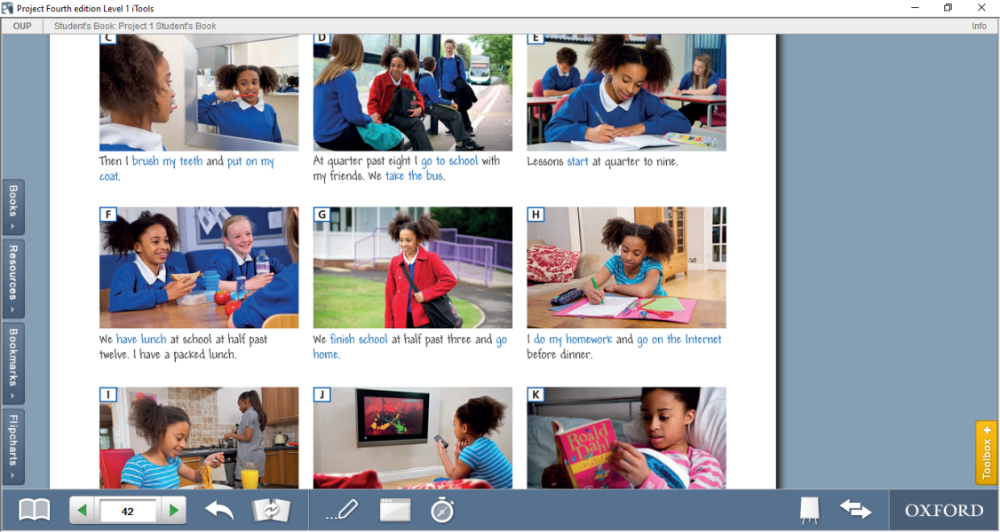 Project Fourth edition Level 1 iTools
OUP
Student's Book: Project 1 Student's Book
Info
C
D
E
Then I brush my teeth and put on my
coat.
At quarter past eight I go to school with
my friends. We take the bus.
Lessons start at quarter to nine.
F
G
H
We have lunch at school at half past
twelve. I have a packed lunch.
We finish school at half past three and go
home.
I do my homework and go on the Internet
before dinner.
I
J
K
Roald
Dahl
Books
Resources
Bookmarks
Flipcharts
Toolbox +
42
OXFORD